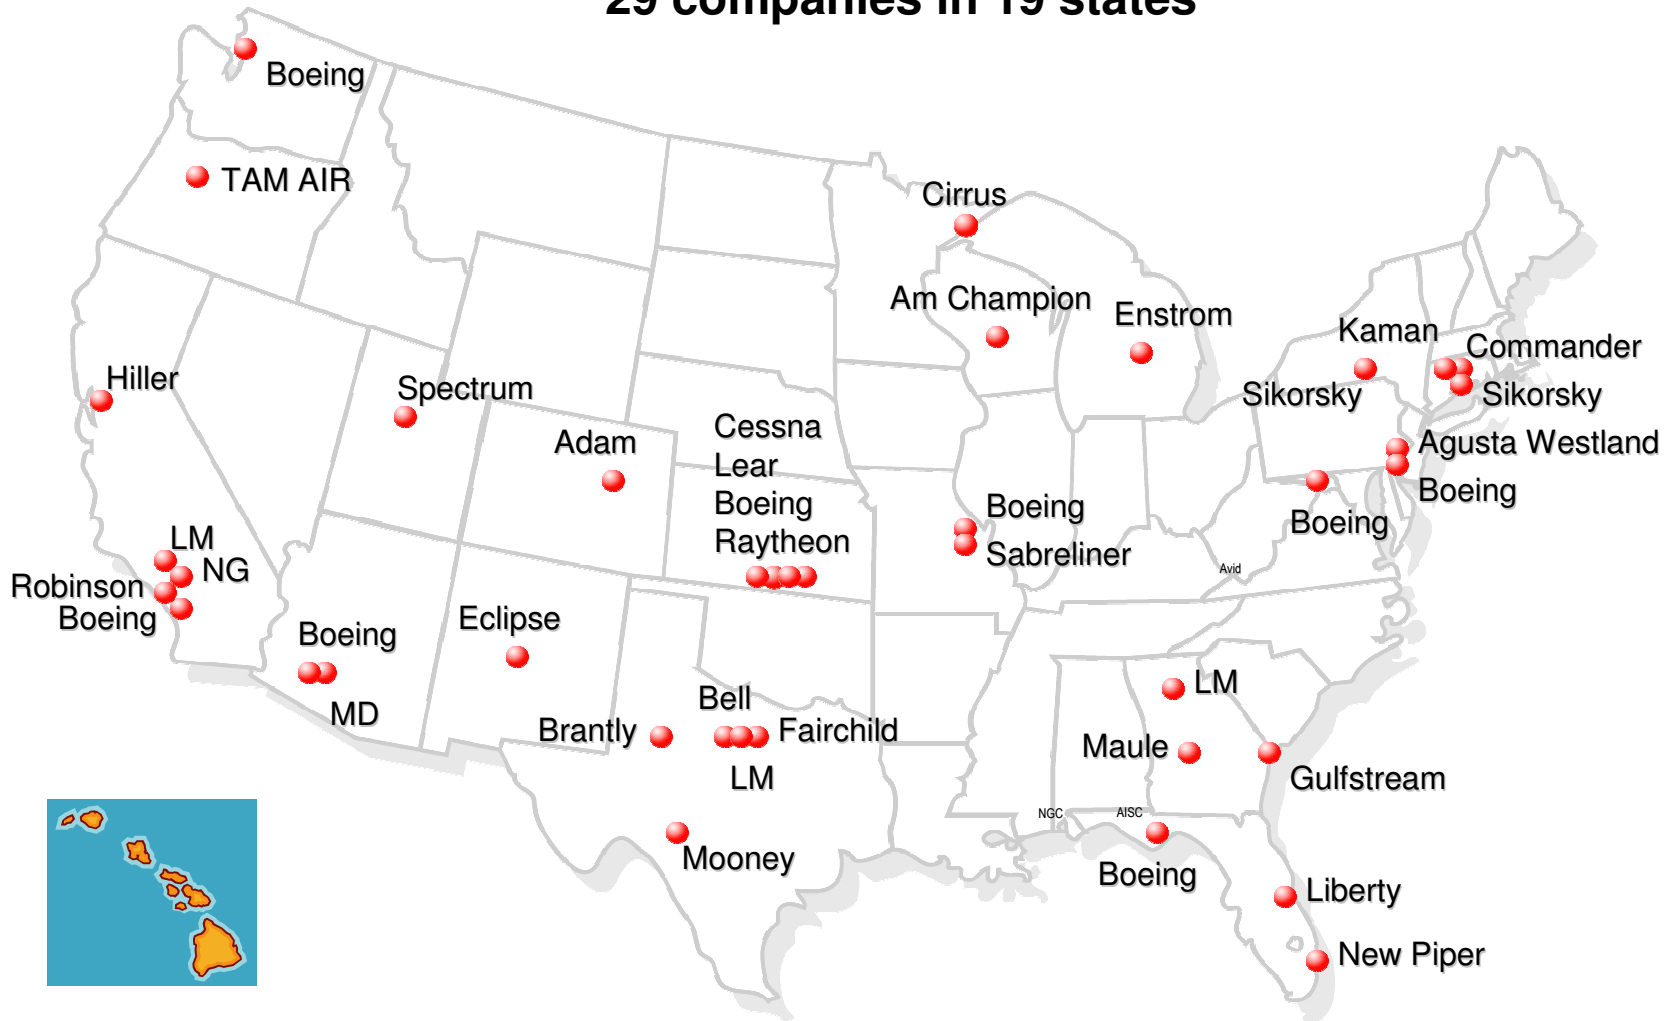 29 companies in 19 states
Boeing
TAM AIR
Cirrus
Am Champion
Enstrom
Kaman
Commander
Hiller
Spectrum
Sikorsky
Sikorsky
Adam
Cessna
Lear
Boeing
Raytheon
Agusta Westland
Boeing
Boeing
Boeing
Sabreliner
LM
NG
Robinson
Boeing
Avid
Boeing
MD
Eclipse
Brantly
Bell
Fairchild
LM
Mooney
LM
Maule
Gulfstream
NGC
AISC
Boeing
Liberty
New Piper